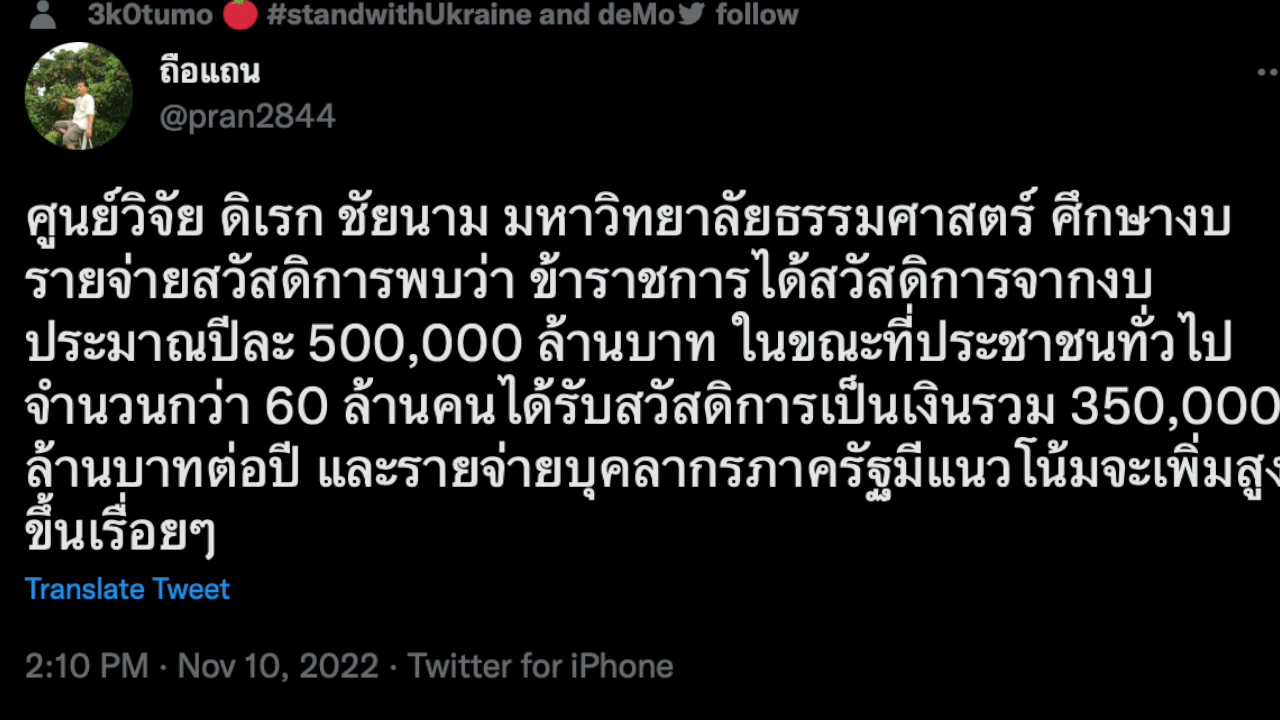 3k0tumo 🍅 #standwithUkraine and deMo follow
ถือแถน
@pran2844
ศูนย์วิจัย ดิเรก ชัยนาม มหาวิทยาลัยธรรมศาสตร์ ศึกษางบ
รายจ่ายสวัสดิการพบว่า ข้าราชการได้สวัสดิการจากงบ
ประมาณปีละ 500,000 ล้านบาท ในขณะที่ประชาชนทั่วไป
จำนวนกว่า 60 ล้านคนได้รับสวัสดิการเป็นเงินรวม 350,000
ล้านบาทต่อปี และรายจ่ายบุคลากรภาครัฐมีแนวโน้มจะเพิ่มสูง
ขึ้นเรื่อยๆ
Translate Tweet
2:10 PM · Nov 10, 2022 · Twitter for iPhone